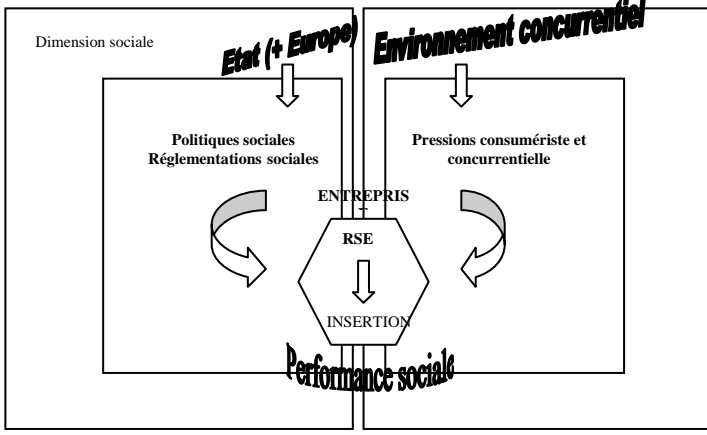 Dimension sociale
Etat (+ Europe)
Environnement concurrentiel
Politiques sociales
Réglementations sociales
Pressions consumériste et
concurrentielle
ENTREPRIS
RSE
INSERTION
Performance sociale